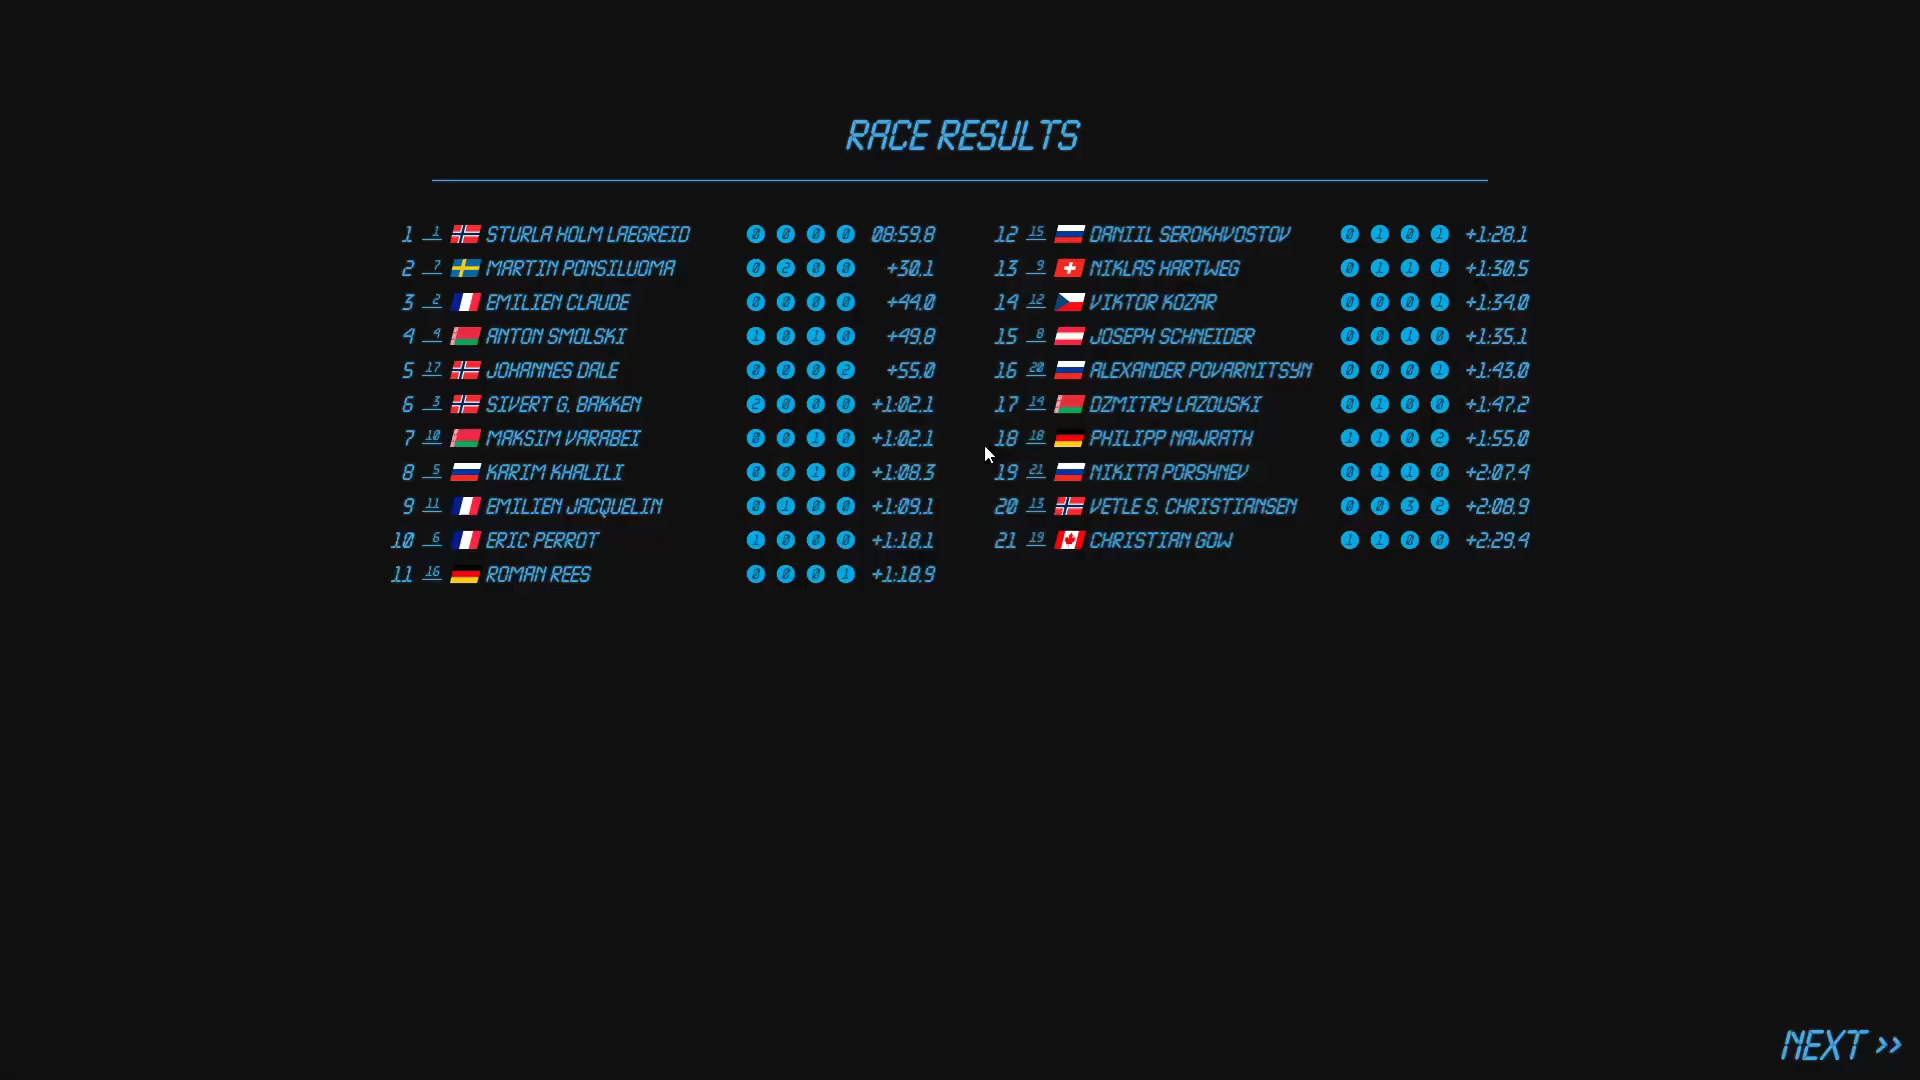 RACE RESULTS
1 1 STURLA HOLM LAEGREID 0 0 0 0 08:59.8
2 7 MARTIN PONSILUOMA 0 2 0 0 +30.1
3 2 EMILIEN CLAUDE 0 0 0 0 +44.0
4 4 ANTON SMOLSKI 1 0 1 0 +49.8
5 17 JOHANNES DALE 0 0 0 2 +55.0
6 3 SIVERT G. BAKKEN 2 0 0 0 +1:02.1
7 10 MAKSIM VARABEI 0 0 1 0 +1:02.1
8 5 KARIM KHALILI 0 0 1 0 +1:08.3
9 11 EMILIEN JACQUELIN 0 1 0 0 +1:09.1
10 6 ERIC PERROT 1 0 0 0 +1:18.1
11 16 ROMAN REES 0 0 0 1 +1:18.9
12 15 DANIIL SEROKHVOSTOV 0 1 0 1 +1:28.1
13 9 NIKLAS HARTWEG 0 1 1 1 +1:30.5
14 12 VIKTOR KOZAR 0 0 0 1 +1:34.0
15 8 JOSEPH SCHNEIDER 0 0 1 0 +1:35.1
16 20 ALEXANDER POVARNITSYN 0 0 0 1 +1:43.0
17 14 DZMITRY LAZOUSKI 0 1 0 0 +1:47.2
18 18 PHILIPP NAWRATH 1 1 0 2 +1:55.0
19 21 NIKITA PORSHNEV 0 1 1 0 +2:07.4
20 13 VETLE S. CHRISTIANSEN 0 0 3 2 +2:08.9
21 19 CHRISTIAN GOW 1 1 0 0 +2:29.4
NEXT >>